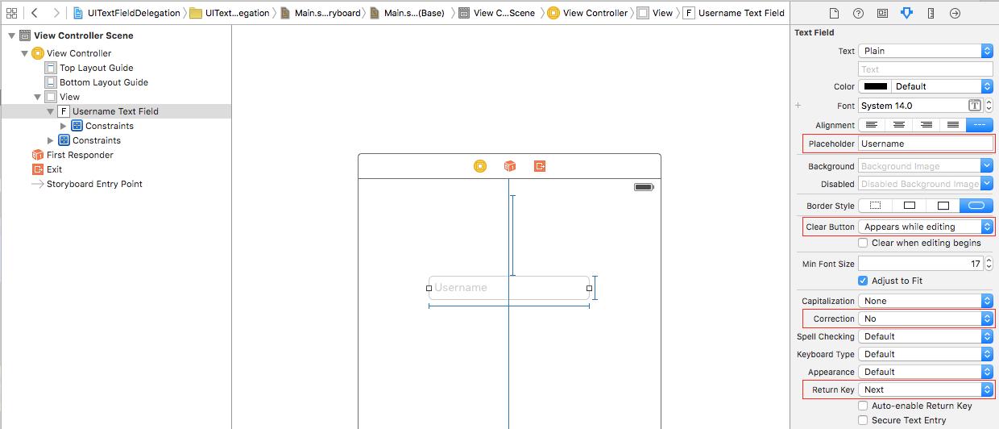 UITextFieldDelegation
UIText...egation
Main.s...ryboard
Main.s...(Base)
View C...Scene
View Controller
View
F Username Text Field
View Controller Scene
View Controller
Top Layout Guide
Bottom Layout Guide
View
F Username Text Field
Constraints
Constraints
First Responder
Exit
Storyboard Entry Point
Username
Text Field
Text Plain
Text
Color Default
+ Font System 14.0 T
Alignment ---
Placeholder Username
Background Background Image
Disabled Disabled Background Image
Border Style
Clear Button Appears while editing
Clear when editing begins
Min Font Size 17
Adjust to Fit
Capitalization None
Correction No
Spell Checking Default
Keyboard Type Default
Appearance Default
Return Key Next
Auto-enable Return Key
Secure Text Entry